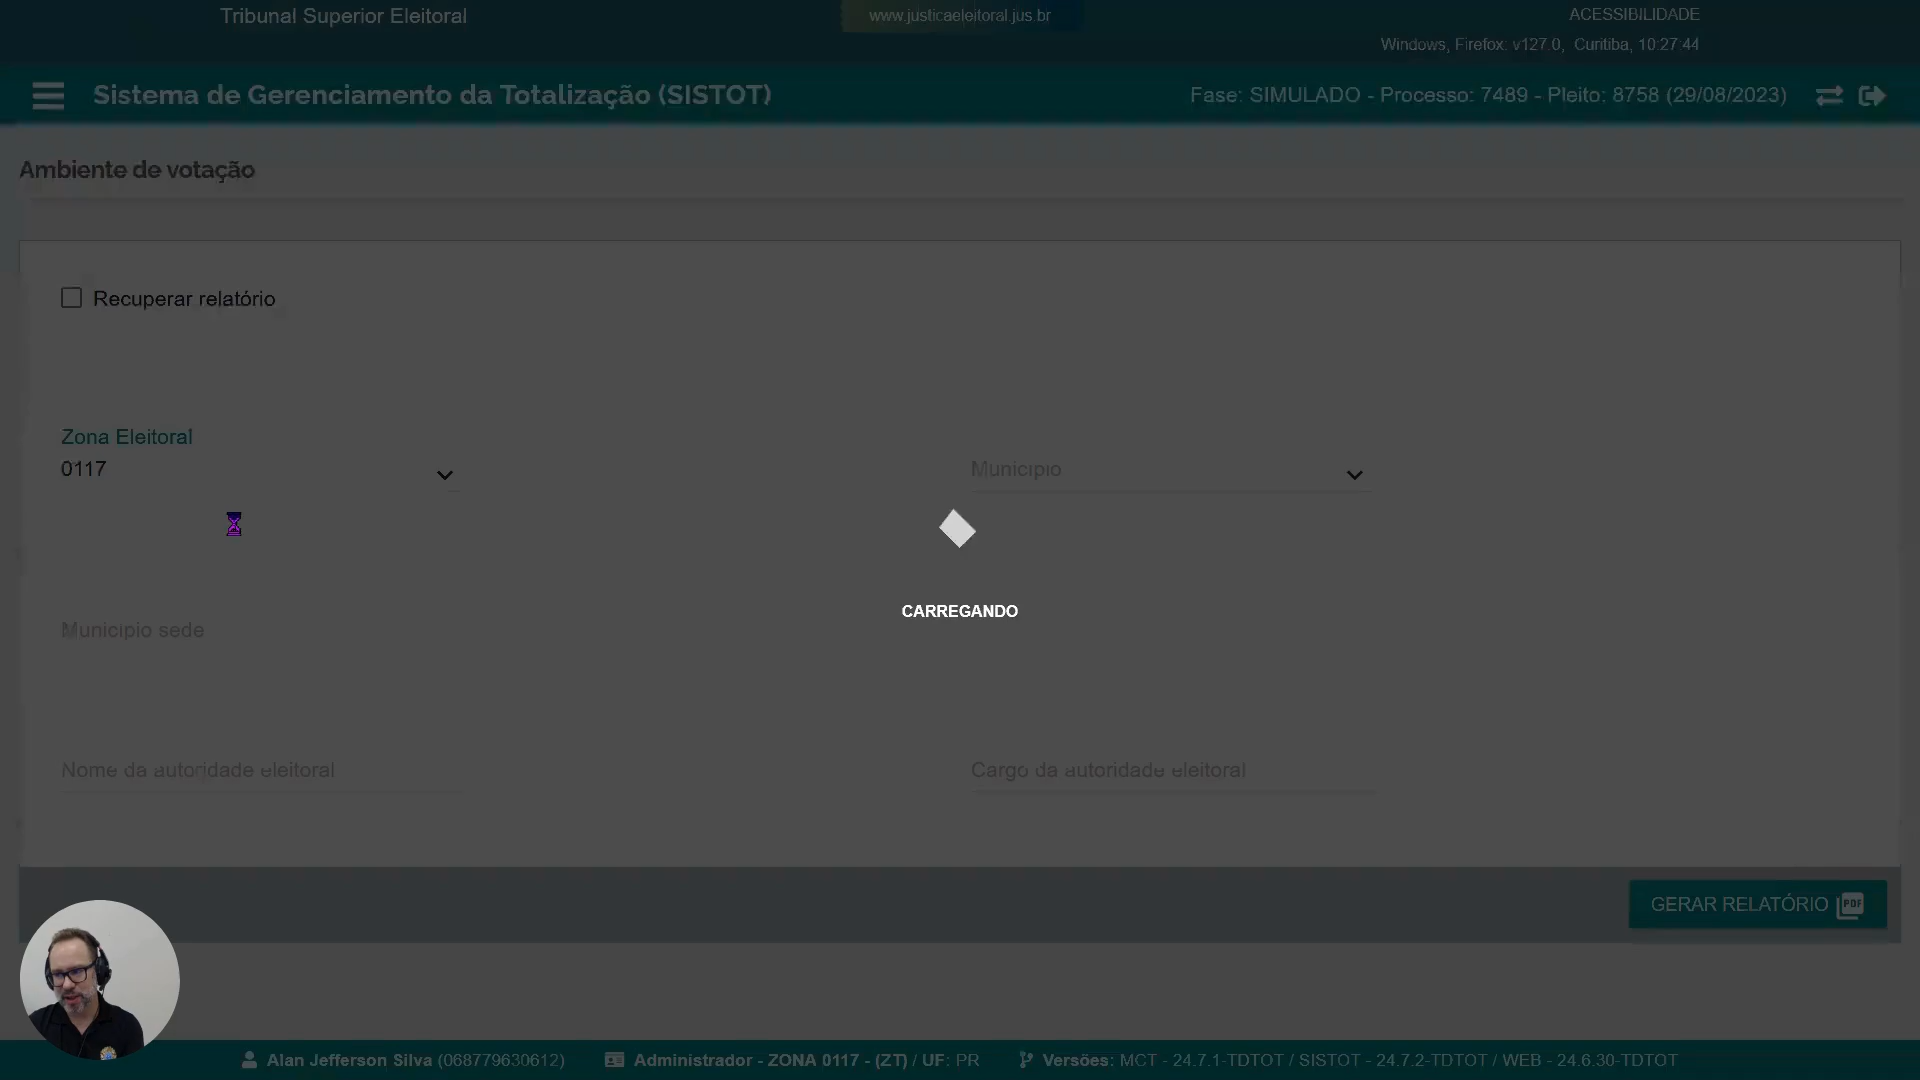 Tribunal Superior Eleitoral
www.justicaeleitoral.jus.br
ACESSIBILIDADE
Windows, Firefox: v127.0, Curitiba, 10:27:44
Sistema de Gerenciamento da Totalização (SISTOT)
Fase: SIMULADO - Processo: 7489 - Pleito: 8758 (29/08/2023)
Ambiente de votação
Recuperar relatório
Zona Eleitoral
0117
Município
CARREGANDO
Município sede
Nome da autoridade eleitoral
Cargo da autoridade eleitoral
GERAR RELATÓRIO PDF
Alan Jefferson Silva (068779630612) Administrador - ZONA 0117 - (ZT) / UF: PR Versões: MCT - 24.7.1-TDTOT / SISTOT - 24.7.2-TDTOT / WEB - 24.6.30-TDTOT